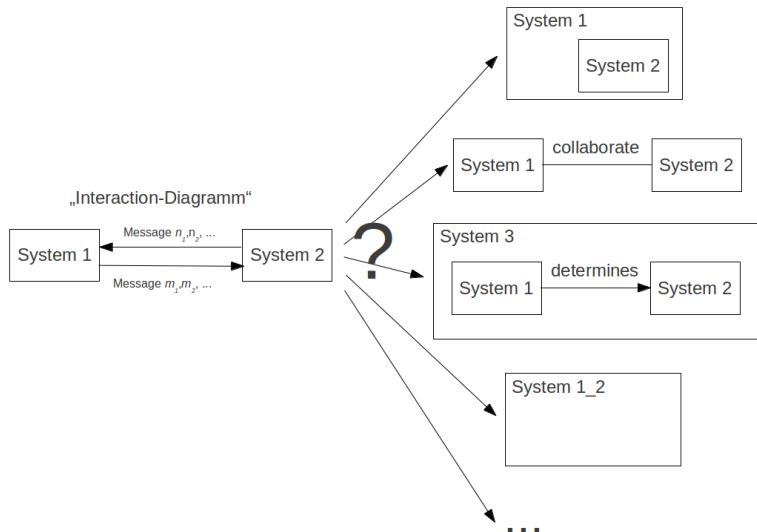 System 1
System 2
System 1
collaborate
System 2
„Interaction-Diagramm“
Message n1,n2, ...
System 1
System 2
?
Message m1,m2, ...
System 3
System 1
determines
System 2
System 1_2
...